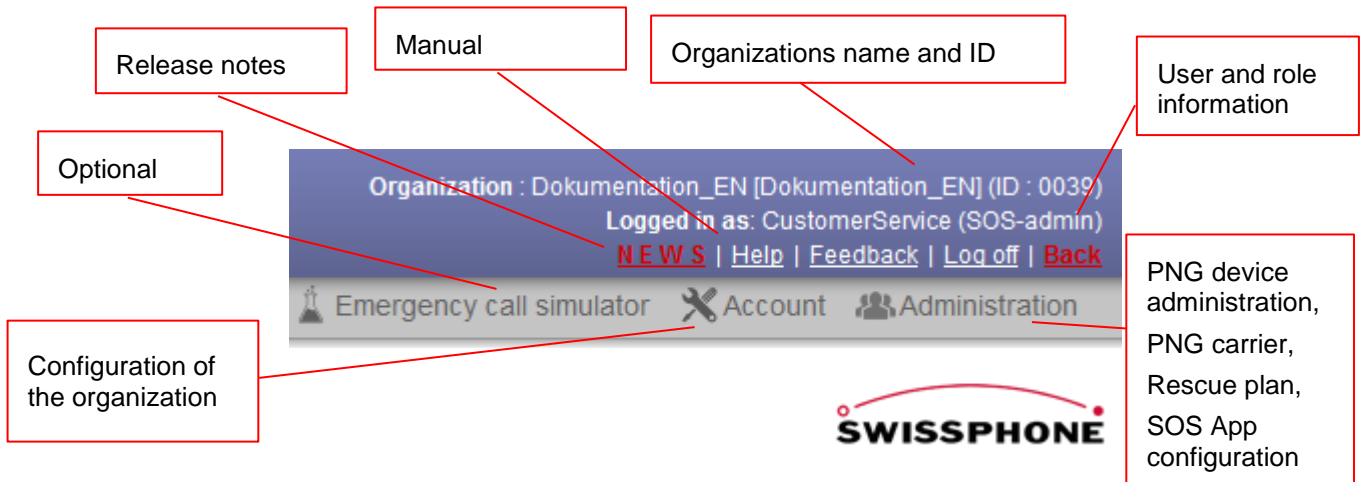 Manual
Organizations name and ID
Release notes
User and role
information
Optional
Organization : Dokumentation_EN [Dokumentation_EN] (ID : 0039)
Logged in as: CustomerService (SOS-admin)
N E W S | Help | Feedback | Log off | Back
Emergency call simulator Account Administration
PNG device
administration,
PNG carrier,
Rescue plan,
SOS App
configuration
Configuration of
the organization
SWISSPHONE